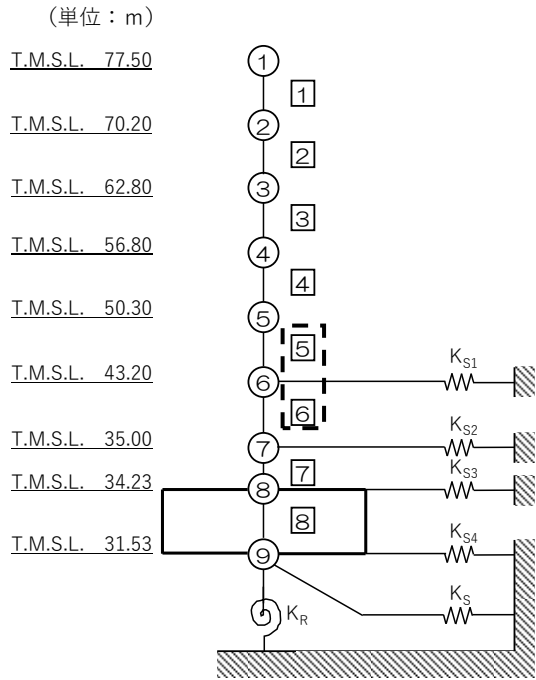 （単位：m）
T.M.S.L. 77.50
①
1
T.M.S.L. 70.20
②
2
T.M.S.L. 62.80
③
3
T.M.S.L. 56.80
④
4
T.M.S.L. 50.30
⑤
5
KS1
T.M.S.L. 43.20
⑥
6
KS2
T.M.S.L. 35.00
⑦
7
KS3
T.M.S.L. 34.23
⑧
8
KS4
T.M.S.L. 31.53
⑨
KS
KR